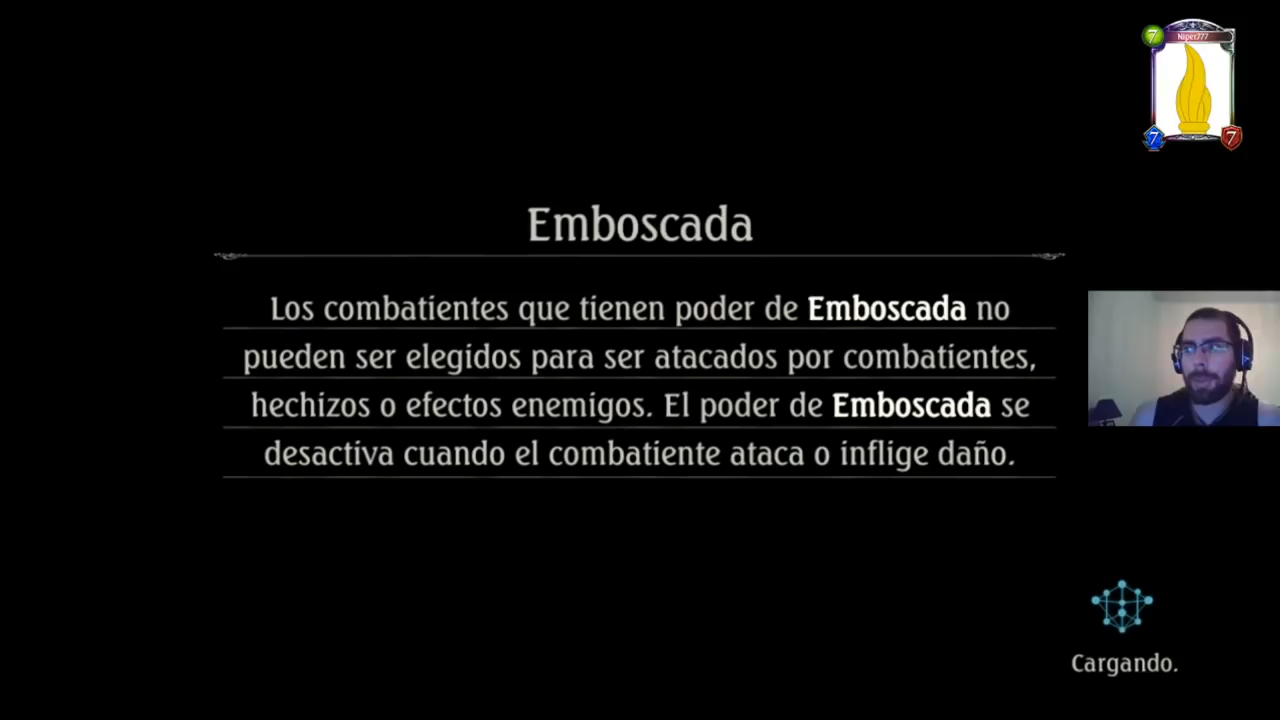 7
Niper777
7
7
Emboscada
Los combatientes que tienen poder de Emboscada no
pueden ser elegidos para ser atacados por combatientes,
hechizos o efectos enemigos. El poder de Emboscada se
desactiva cuando el combatiente ataca o inflige daño.
Cargando.